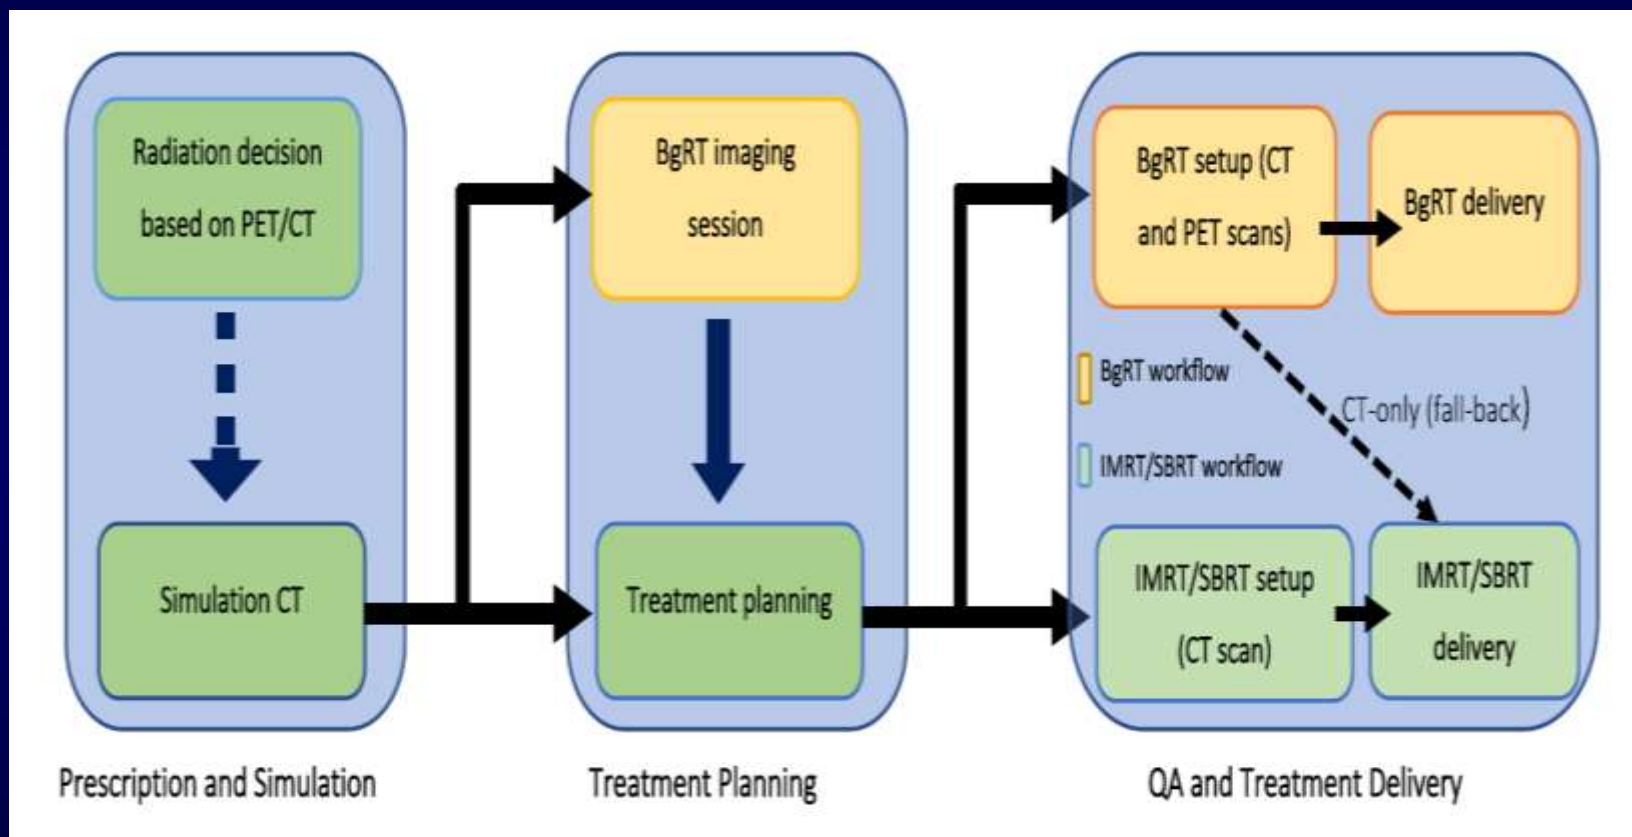 Radiation decision
based on PET/CT
Simulation CT
Prescription and Simulation
BgRT imaging
session
Treatment planning
Treatment Planning
BgRT setup (CT
and PET scans)
BgRT delivery
BgRT workflow
CT-only (fall-back)
IMRT/SBRT workflow
IMRT/SBRT setup
(CT scan)
IMRT/SBRT
delivery
QA and Treatment Delivery